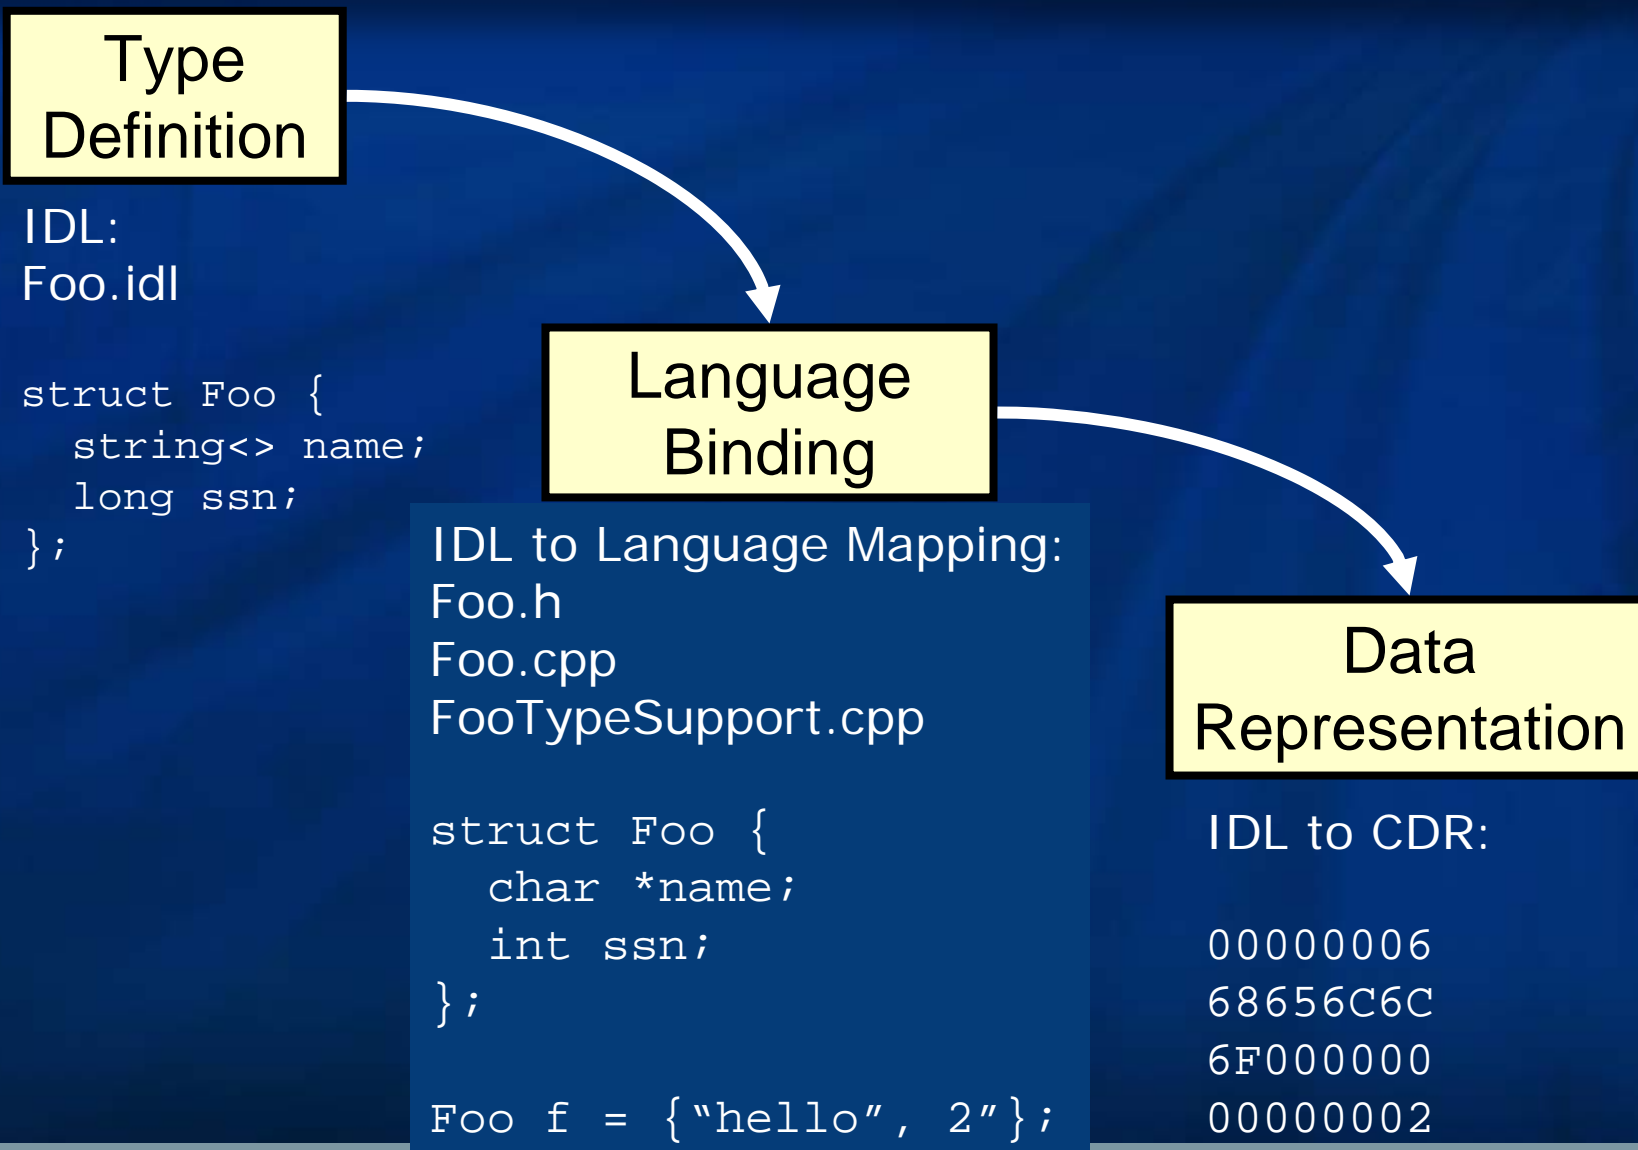 Type
Definition
IDL:
Foo.idl
struct Foo {
string<> name;
long ssn;
};
Language
Binding
IDL to Language Mapping:
Foo.h
Foo.cpp
FooTypeSupport.cpp
struct Foo {
char *name;
int ssn;
};
Foo f = {“hello”, 2”};
Data
Representation
IDL to CDR:
00000006
68656C6C
6F000000
00000002